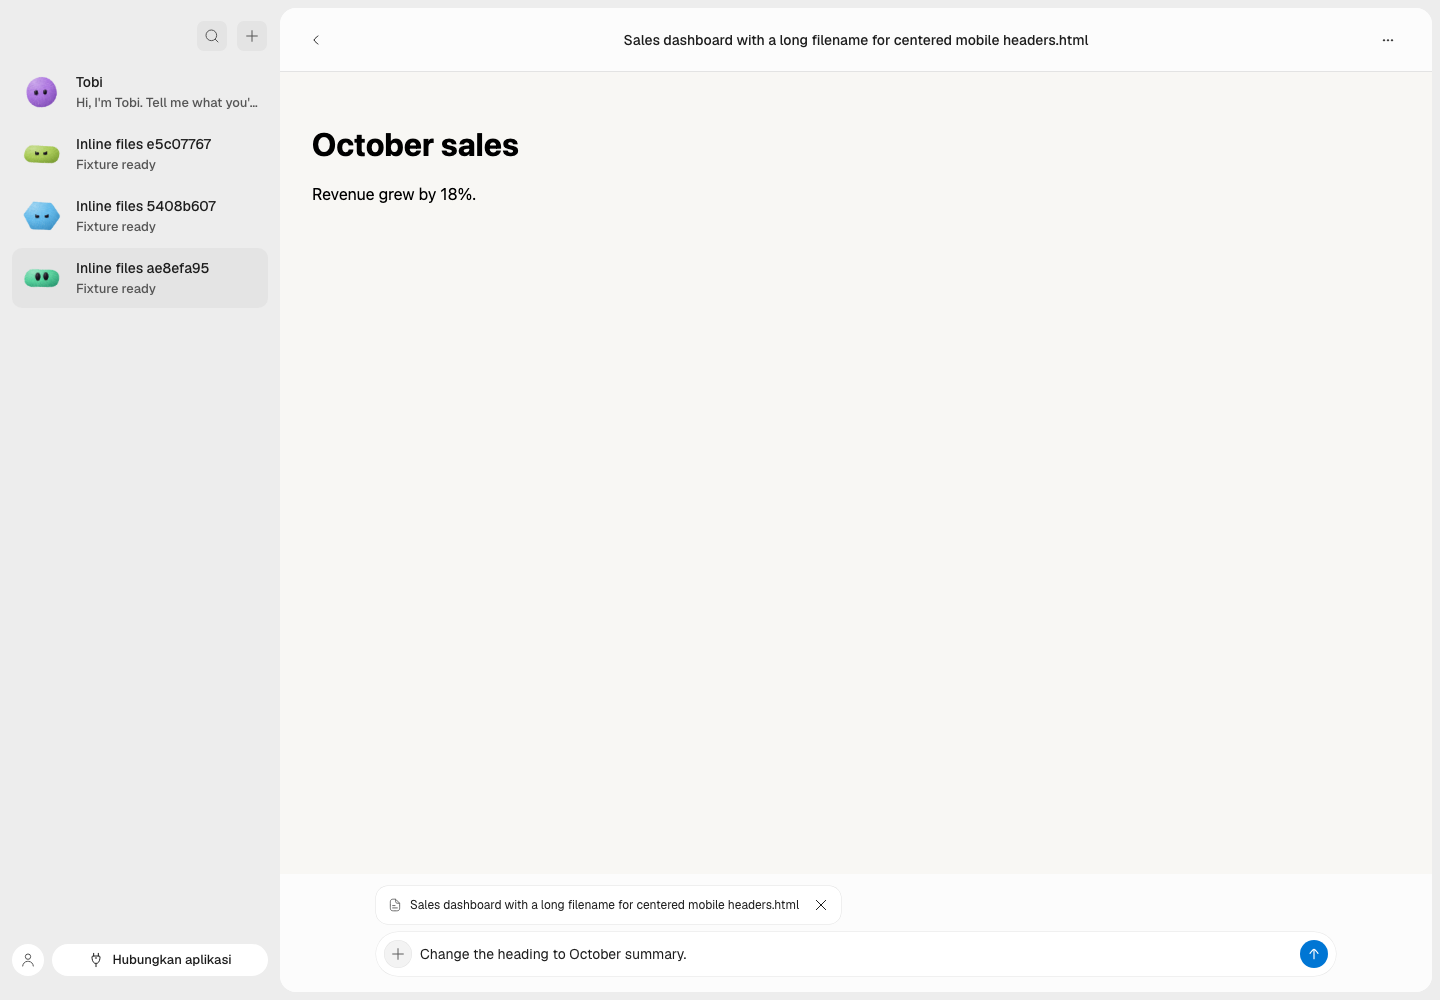 Tobi
Hi, I'm Tobi. Tell me what you'...
Inline files e5c07767
Fixture ready
Inline files 5408b607
Fixture ready
Inline files ae8efa95
Fixture ready
Hubungkan aplikasi
Sales dashboard with a long filename for centered mobile headers.html
October sales
Revenue grew by 18%.
Sales dashboard with a long filename for centered mobile headers.html
Change the heading to October summary.